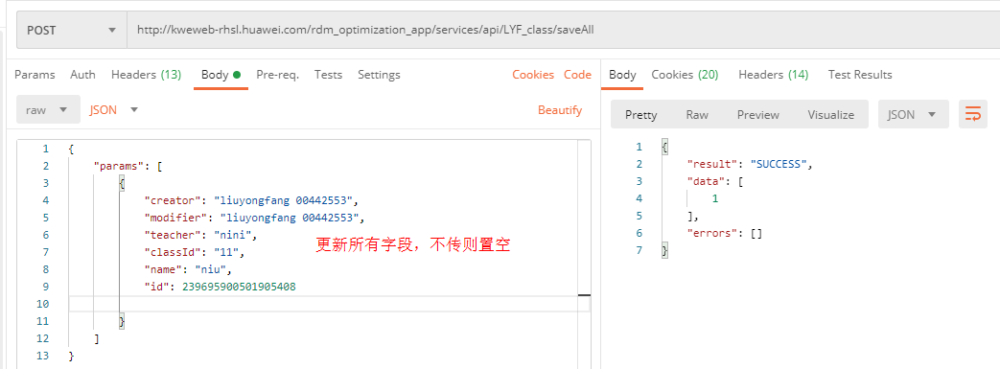 POST http://kweweb-rhsl.huawei.com/rdm_optimization_app/services/api/LYF_class/saveAll
Params Auth Headers (13) Body Pre-req. Tests Settings Cookies Code
raw JSON Beautify
1 {
2 "params": [
3 {
4 "creator": "liuyongfang 00442553",
5 "modifier": "liuyongfang 00442553",
6 "teacher": "nini",
7 "classId": "11",
8 "name": "niu",
9 "id": 239695900501905408
10
11 }
12 ]
13 }
更新所有字段，不传则置空
Body Cookies (20) Headers (14) Test Results
Pretty Raw Preview Visualize JSON
1 {
2 "result": "SUCCESS",
3 "data": [
4 1
5 ],
6 "errors": []
7 }